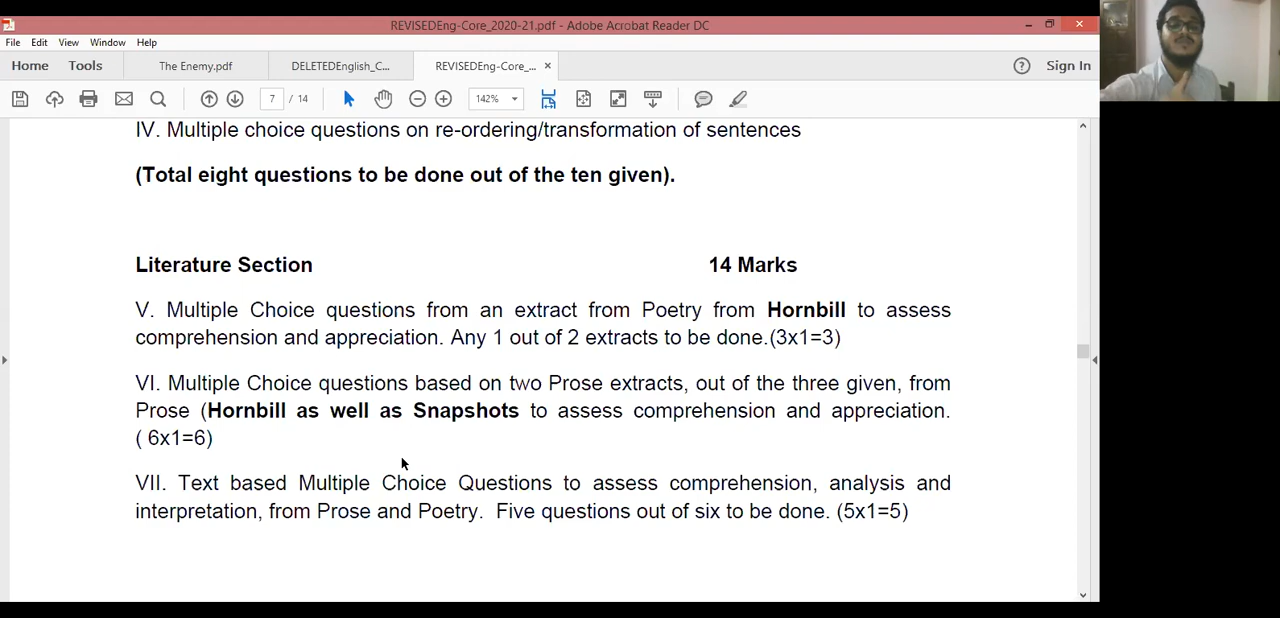 REVISEDEng-Core_2020-21.pdf - Adobe Acrobat Reader DC
File Edit View Window Help
Home Tools The Enemy.pdf DELETEDEnglish_C... REVISEDEng-Core_... × ? Sign In
7 / 14 142%
IV. Multiple choice questions on re-ordering/transformation of sentences
(Total eight questions to be done out of the ten given).
Literature Section 14 Marks
V. Multiple Choice questions from an extract from Poetry from Hornbill to assess
comprehension and appreciation. Any 1 out of 2 extracts to be done.(3x1=3)
VI. Multiple Choice questions based on two Prose extracts, out of the three given, from
Prose (Hornbill as well as Snapshots to assess comprehension and appreciation.
( 6x1=6)
VII. Text based Multiple Choice Questions to assess comprehension, analysis and
interpretation, from Prose and Poetry. Five questions out of six to be done. (5x1=5)